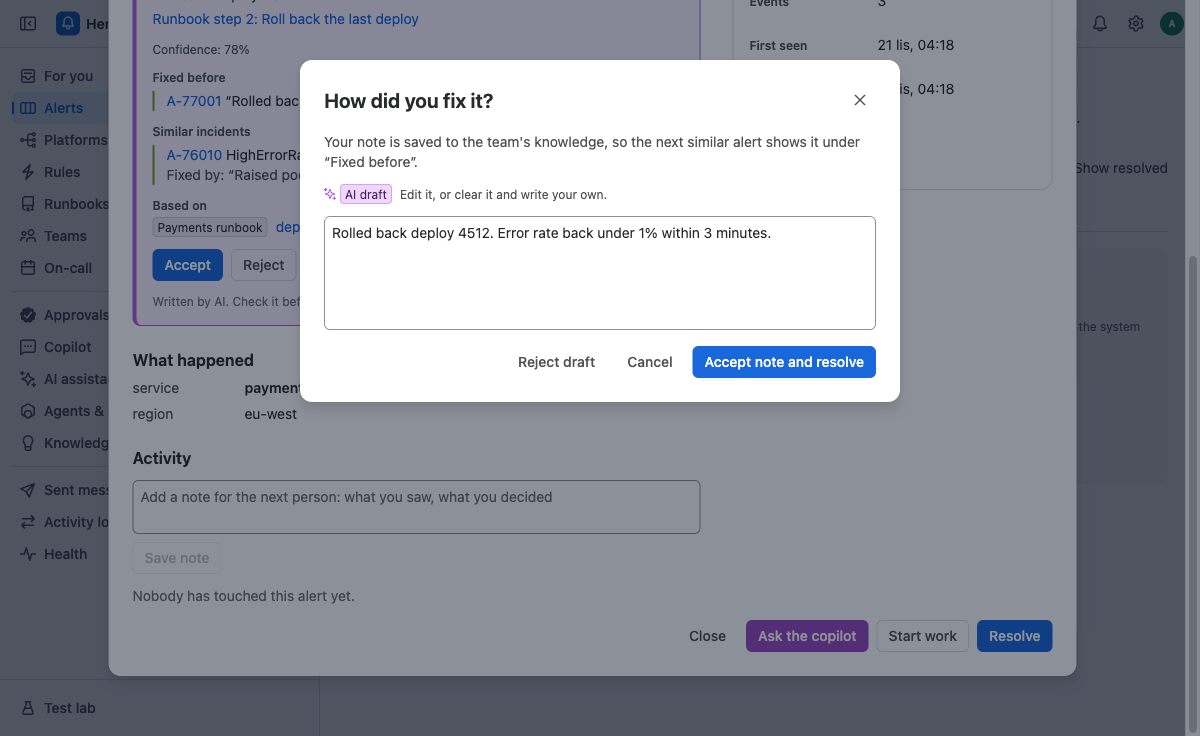 Her
For you
Alerts
Platforms
Rules
Runbooks
Teams
On-call
Approvals
Copilot
AI assista
Agents &
Knowledg
Sent mess
Activity lo
Health
Test lab
A
Show resolved
the system
Runbook step 2: Roll back the last deploy
Confidence: 78%
Fixed before
A-77001 “Rolled bac
Similar incidents
A-76010 HighErrorRa
Fixed by: “Raised poo
Based on
Payments runbook dep
Accept Reject
Written by AI. Check it bef
Events 3
First seen 21 lis, 04:18
lis, 04:18
What happened
service paymen
region eu-west
Activity
Add a note for the next person: what you saw, what you decided
Save note
Nobody has touched this alert yet.
Close Ask the copilot Start work Resolve
How did you fix it?
Your note is saved to the team's knowledge, so the next similar alert shows it under
“Fixed before”.
AI draft Edit it, or clear it and write your own.
Rolled back deploy 4512. Error rate back under 1% within 3 minutes.
Reject draft Cancel Accept note and resolve